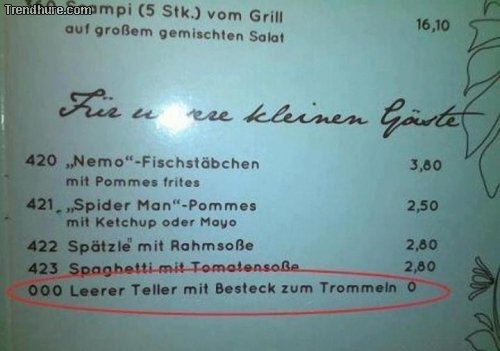 Trendhure.com
(5 Stk.) vom Grill 16,10
auf großem gemischten Salat
Für unsere kleinen Gäste
420 „Nemo“-Fischstäbchen 3,80
mit Pommes frites
421 „Spider Man“-Pommes 2,50
mit Ketchup oder Mayo
422 Spätzle mit Rahmsoße 2,80
423 Spaghetti mit Tomatensoße 2,80
000 Leerer Teller mit Besteck zum Trommeln 0